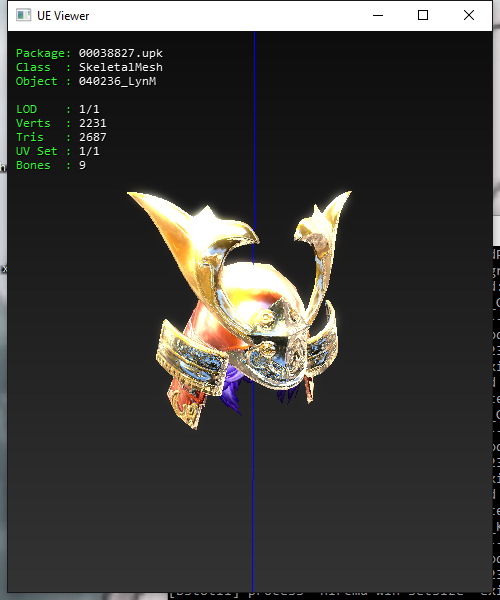 UE Viewer
Package: 00038827.upk
Class  : SkeletalMesh
Object : 040236_LynM
LOD    : 1/1
Verts  : 2231
Tris   : 2687
UV Set : 1/1
Bones  : 9